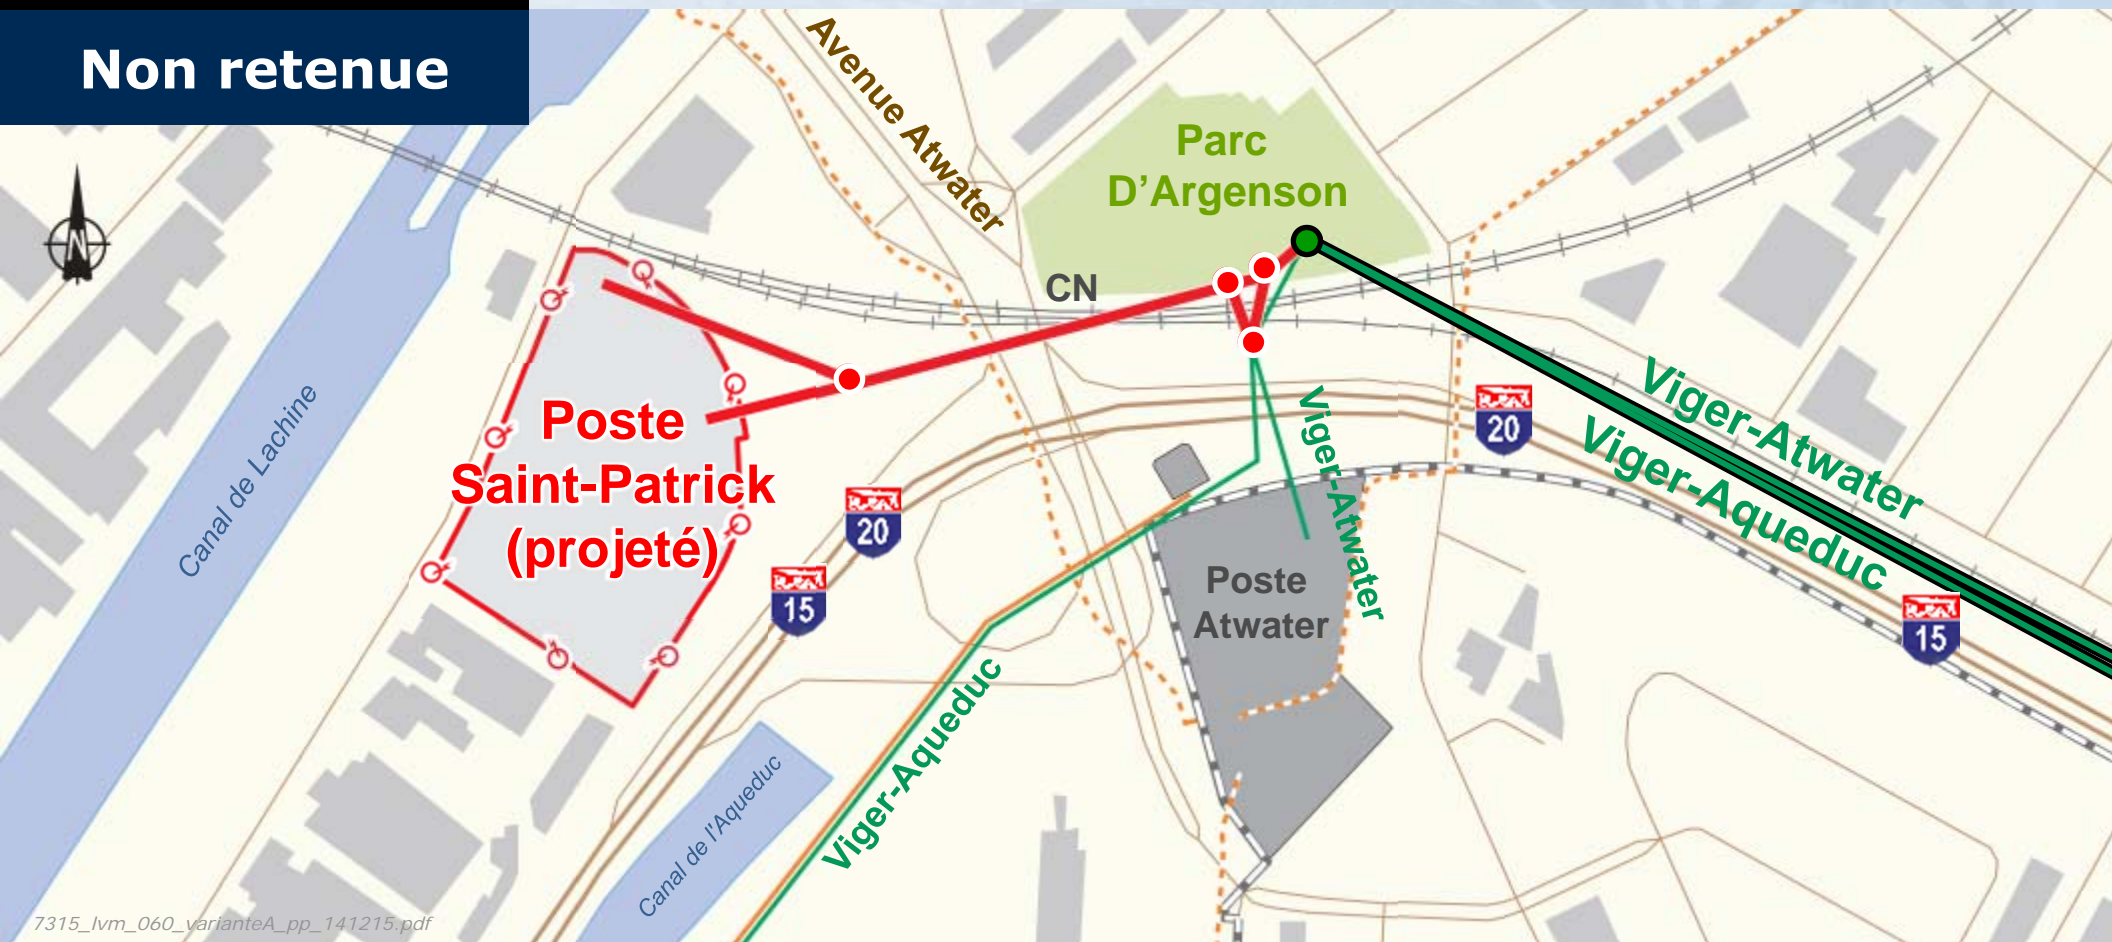 Non retenue
Avenue Atwater
Parc
D'Argenson
N
CN
Viger-Atwater
Viger-Aqueduc
20
Viger-Atwater
Canal de Lachine
Poste
Saint-Patrick
(projeté)
20
15
Poste
Atwater
15
Viger-Aqueduc
Canal de l'Aqueduc
7315_lvm_060_varianteA_pp_141215.pdf